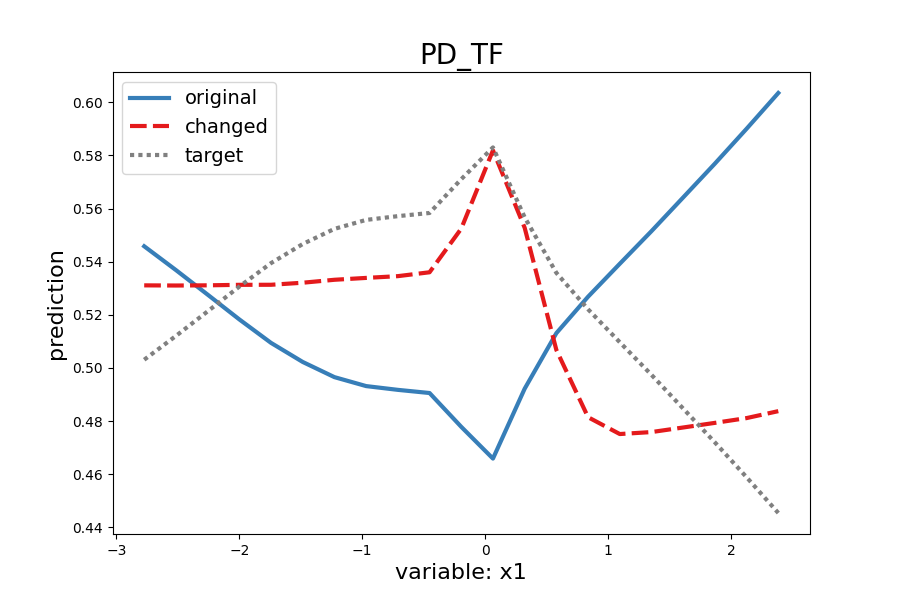 PD_TF
original
changed
target
prediction
0.60
0.58
0.56
0.54
0.52
0.50
0.48
0.46
0.44
−3
−2
−1
0
1
2
variable: x1